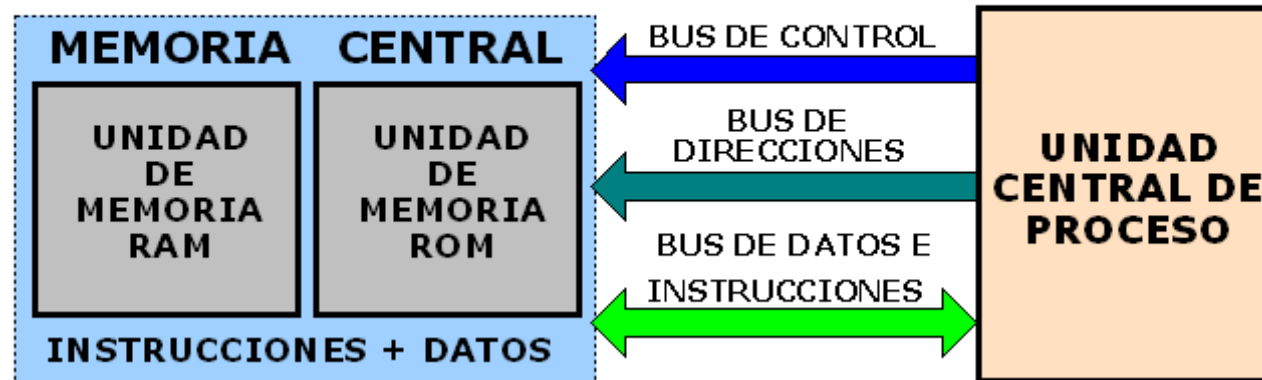 MEMORIA CENTRAL
UNIDAD
DE
MEMORIA
RAM
UNIDAD
DE
MEMORIA
ROM
INSTRUCCIONES + DATOS
BUS DE CONTROL
BUS DE
DIRECCIONES
BUS DE DATOS E
INSTRUCCIONES
UNIDAD
CENTRAL DE
PROCESO